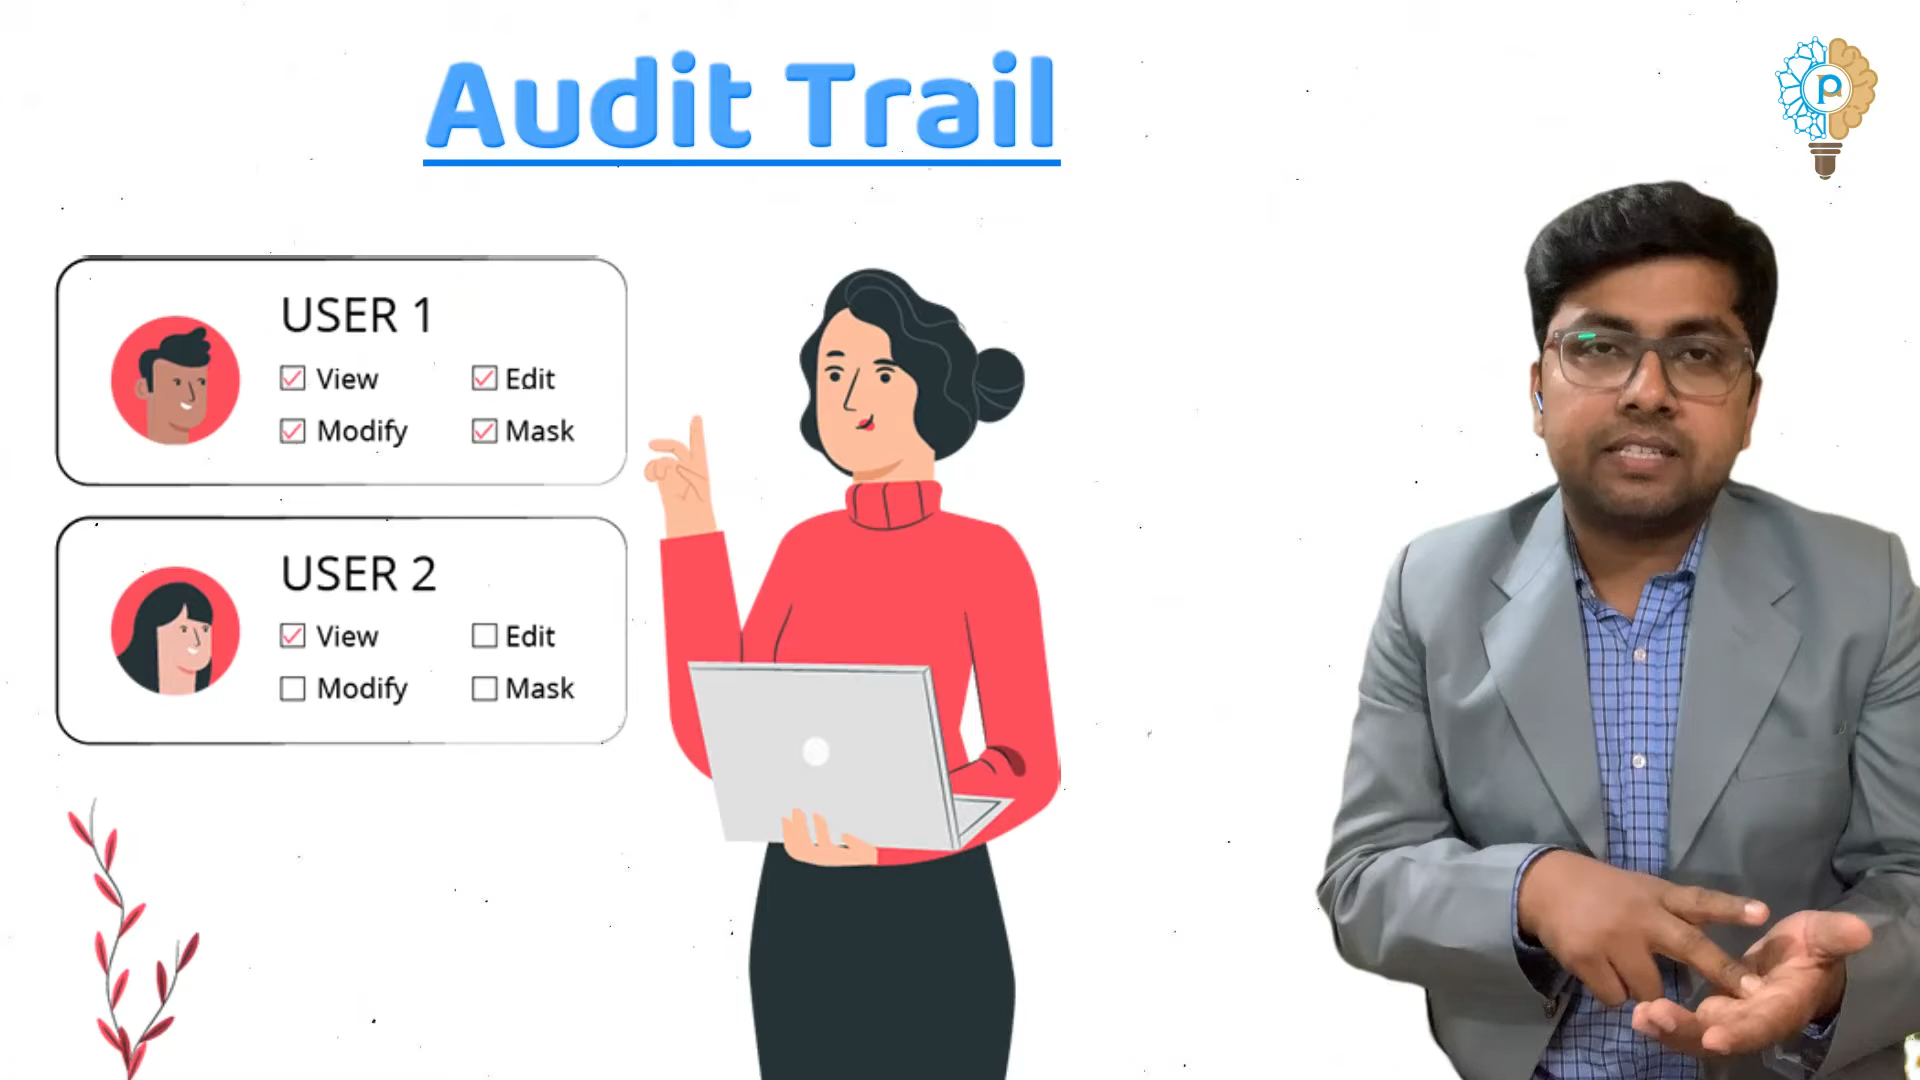 Audit Trail
USER 1
View Edit
Modify Mask
USER 2
View Edit
Modify Mask